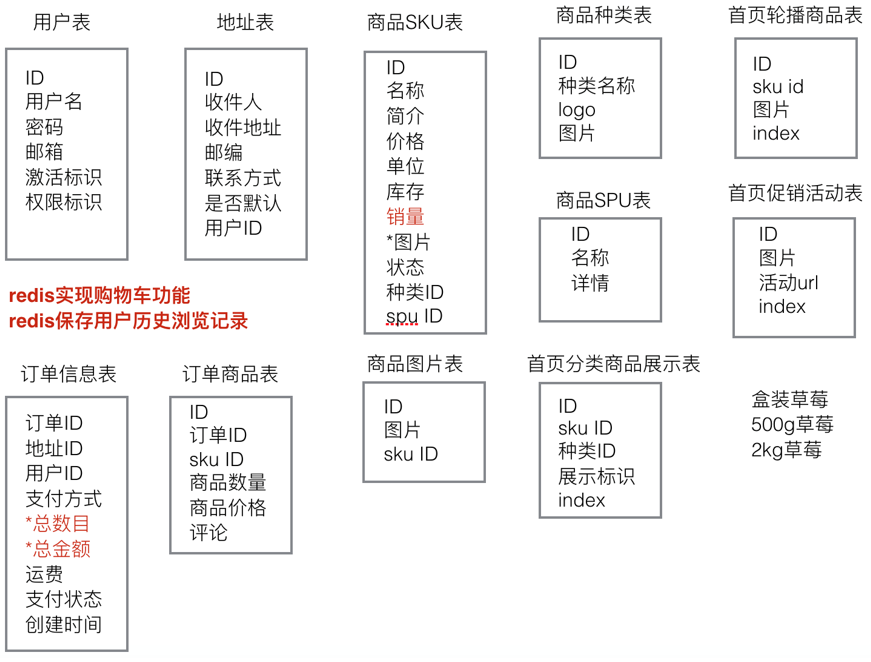 用户表
ID
用户名
密码
邮箱
激活标识
权限标识
地址表
ID
收件人
收件地址
邮编
联系方式
是否默认
用户ID
商品SKU表
ID
名称
简介
价格
单位
库存
销量
*图片
状态
种类ID
spu ID
商品种类表
ID
种类名称
logo
图片
首页轮播商品表
ID
sku id
图片
index
商品SPU表
ID
名称
详情
首页促销活动表
ID
图片
活动url
index
redis实现购物车功能
redis保存用户历史浏览记录
订单信息表
订单ID
地址ID
用户ID
支付方式
*总数目
*总金额
运费
支付状态
创建时间
订单商品表
ID
订单ID
sku ID
商品数量
商品价格
评论
商品图片表
ID
图片
sku ID
首页分类商品展示表
ID
sku ID
种类ID
展示标识
index
盒装草莓
500g草莓
2kg草莓